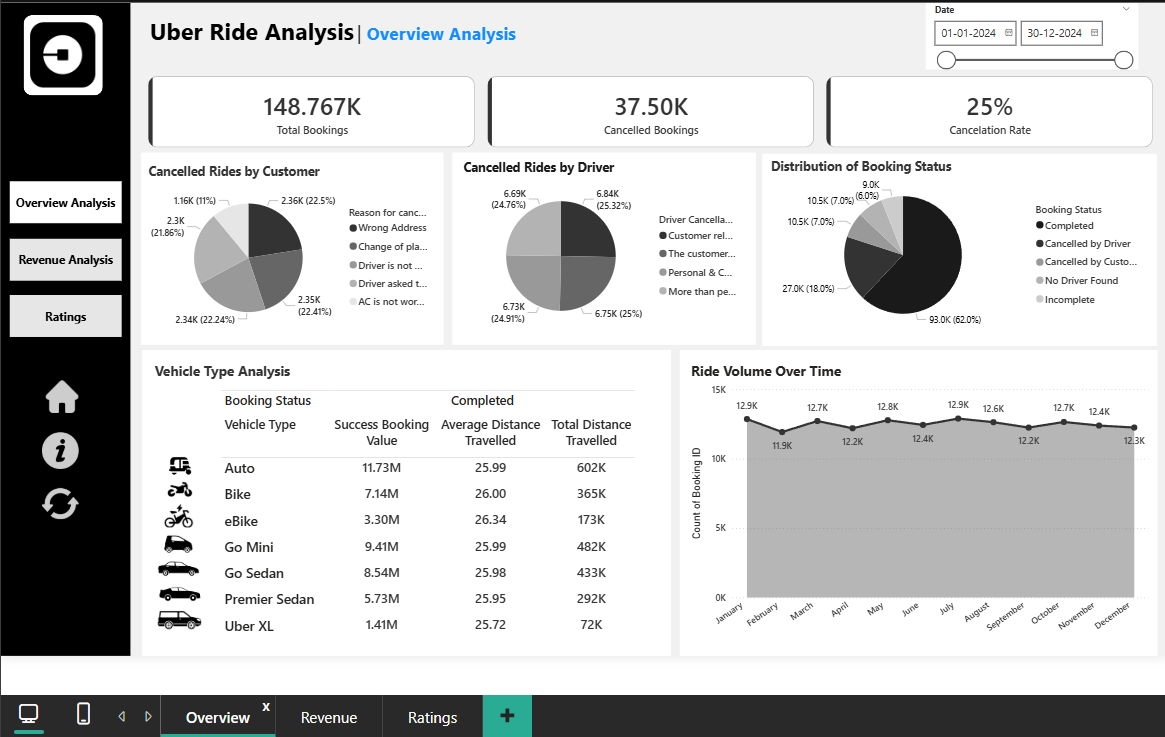 Uber Ride Analysis| Overview Analysis
Date
01-01-2024 30-12-2024
148.767K
Total Bookings
37.50K
Cancelled Bookings
25%
Cancelation Rate
Overview Analysis
Revenue Analysis
Ratings
Cancelled Rides by Customer
1.16K (11%)
2.36K (22.5%)
2.3K
(21.86%)
2.35K
(22.41%)
2.34K (22.24%)
Reason for canc...
Wrong Address
Change of pla...
Driver is not ...
Driver asked t...
AC is not wor...
Cancelled Rides by Driver
6.69K
(24.76%)
6.84K
(25.32%)
6.73K
(24.91%)
6.75K (25%)
Driver Cancella...
Customer rel...
The customer...
Personal & C...
More than pe...
Distribution of Booking Status
9.0K
(6.0%)
10.5K (7.0%)
10.5K (7.0%)
27.0K (18.0%)
93.0K (62.0%)
Booking Status
Completed
Cancelled by Driver
Cancelled by Custo...
No Driver Found
Incomplete
Vehicle Type Analysis
Booking Status Completed
Vehicle Type Success Booking Value Average Distance Travelled Total Distance Travelled
Auto 11.73M 25.99 602K
Bike 7.14M 26.00 365K
eBike 3.30M 26.34 173K
Go Mini 9.41M 25.99 482K
Go Sedan 8.54M 25.98 433K
Premier Sedan 5.73M 25.95 292K
Uber XL 1.41M 25.72 72K
Ride Volume Over Time
Count of Booking ID
15K
10K
5K
0K
12.9K 11.9K 12.7K 12.2K 12.8K 12.4K 12.9K 12.6K 12.2K 12.7K 12.4K 12.3K
January February March April May June July August September October November December
Overview x Revenue Ratings +